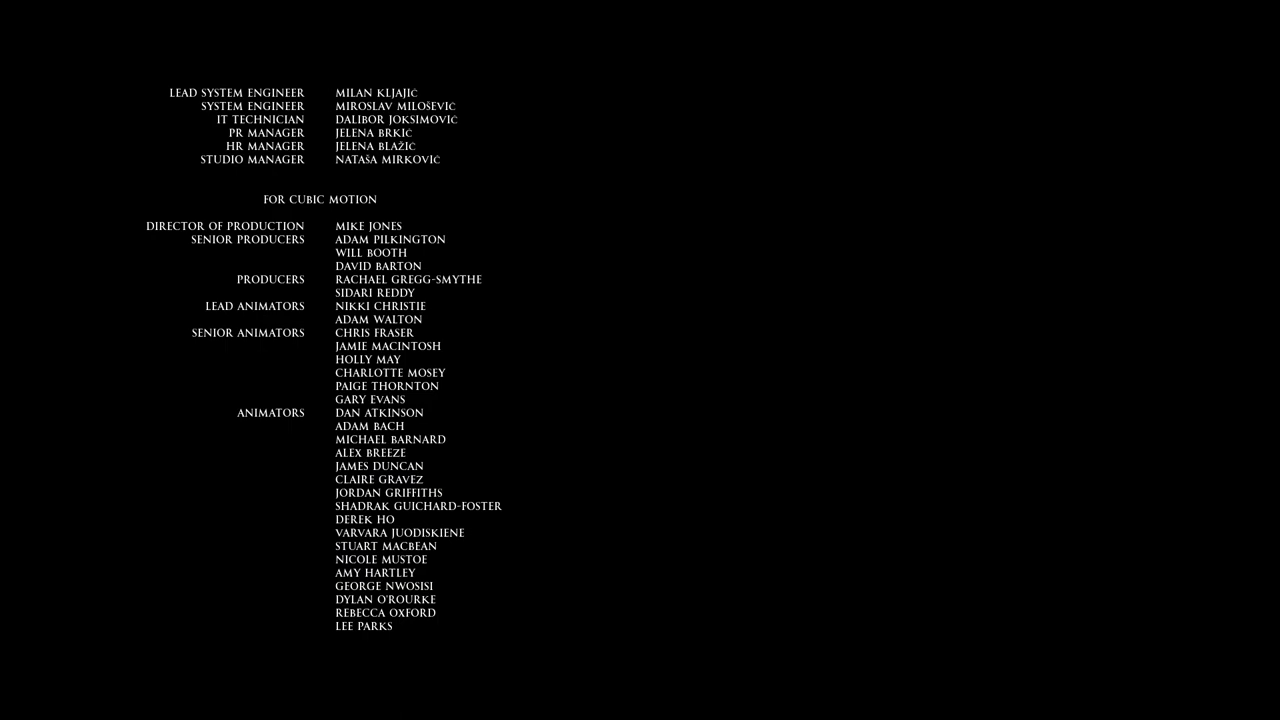 LEAD SYSTEM ENGINEER MILAN KLJAJIĆ
SYSTEM ENGINEER MIROSLAV MILOŠEVIĆ
IT TECHNICIAN DALIBOR JOKSIMOVIĆ
PR MANAGER JELENA BRKIĆ
HR MANAGER JELENA BLAŽIĆ
STUDIO MANAGER NATAŠA MIRKOVIĆ
FOR CUBIC MOTION
DIRECTOR OF PRODUCTION MIKE JONES
SENIOR PRODUCERS ADAM PILKINGTON
WILL BOOTH
DAVID BARTON
PRODUCERS RACHAEL GREGG-SMYTHE
SIDARI REDDY
LEAD ANIMATORS NIKKI CHRISTIE
ADAM WALTON
SENIOR ANIMATORS CHRIS FRASER
JAMIE MACINTOSH
HOLLY MAY
CHARLOTTE MOSEY
PAIGE THORNTON
GARY EVANS
ANIMATORS DAN ATKINSON
ADAM BACH
MICHAEL BARNARD
ALEX BREEZE
JAMES DUNCAN
CLAIRE GRAVEZ
JORDAN GRIFFITHS
SHADRAK GUICHARD-FOSTER
DEREK HO
VARVARA JUODISKIENE
STUART MACBEAN
NICOLE MUSTOE
AMY HARTLEY
GEORGE NWOSISI
DYLAN O'ROURKE
REBECCA OXFORD
LEE PARKS